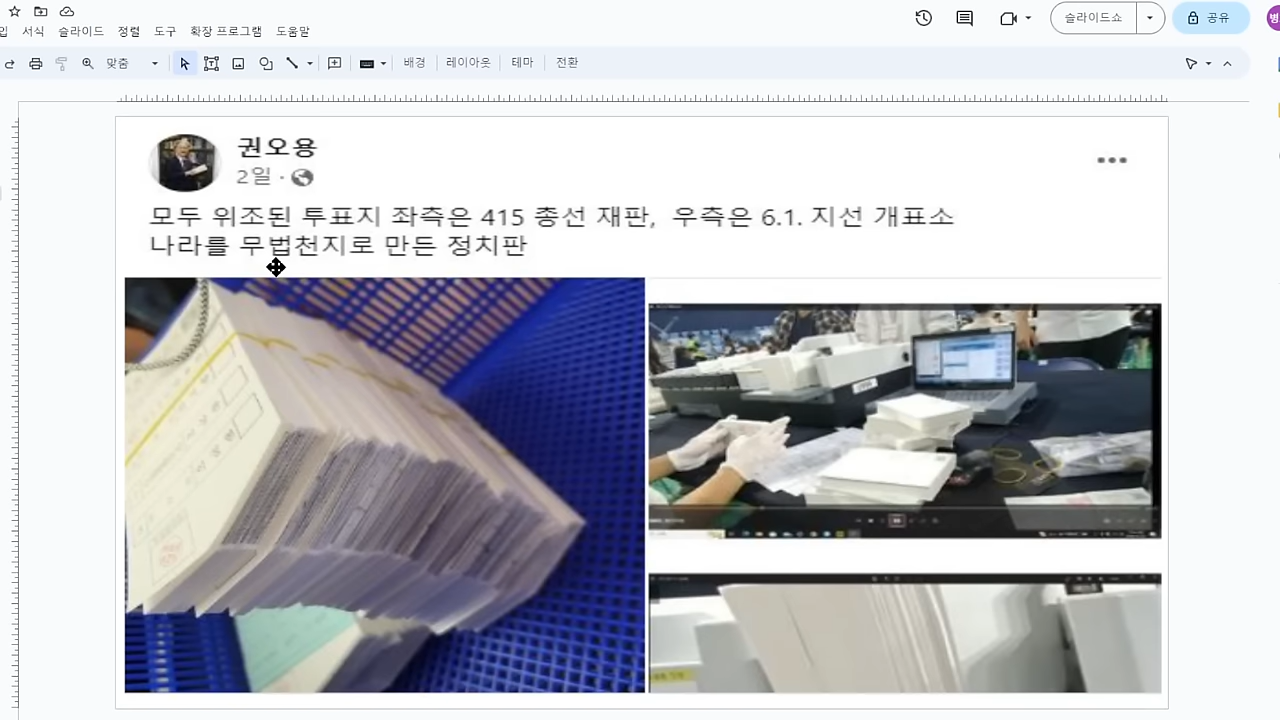 서식 슬라이드 정렬 도구 확장 프로그램 도움말
슬라이드쇼
공유
맞춤
배경 레이아웃 테마 전환
권오용
2일 ·
모두 위조된 투표지 좌측은 415 총선 재판, 우측은 6.1. 지선 개표소
나라를 무법천지로 만든 정치판